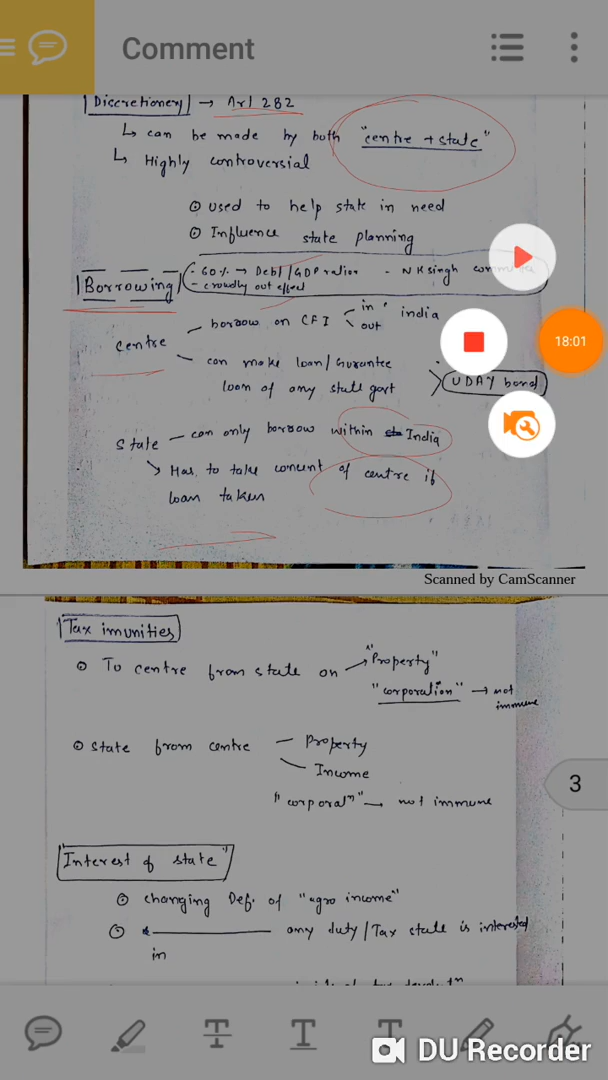 Comment
Discretionery → Art 282
↳ can be made by both "centre + state"
↳ Highly controversial
⊙ used to help state in need
⊙ Influence state planning
Borrowing
· 60% → Debt/GDP ration - NK singh
- crowdly out effect
centre
- borrow on CFI < in India
out
- can make loan/Gurantee
loan of any state govt
UDAY bond
18:01
State - can only borrow within India
↘ Has to take concent of centre if
loan taken
Scanned by CamScanner
Tax imunities
⊙ To centre from state on → "Property"
"corporation" → not
immune
⊙ state from centre - Property
Income
"corporatn" → not immune
3
"Interest of state"
⊙ changing Def. of "agro income"
⊙ any duty/Tax state is interested
in
DU Recorder